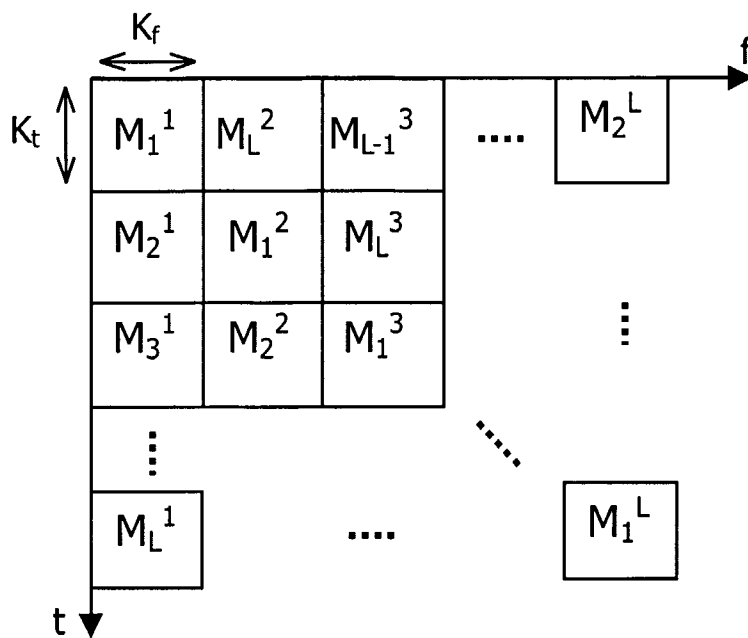 K_f
f
K_t M_1^1 M_L^2 M_{L-1}^3 .... M_2^L
M_2^1 M_1^2 M_L^3
M_3^1 M_2^2 M_1^3
M_L^1 .... M_1^L
t